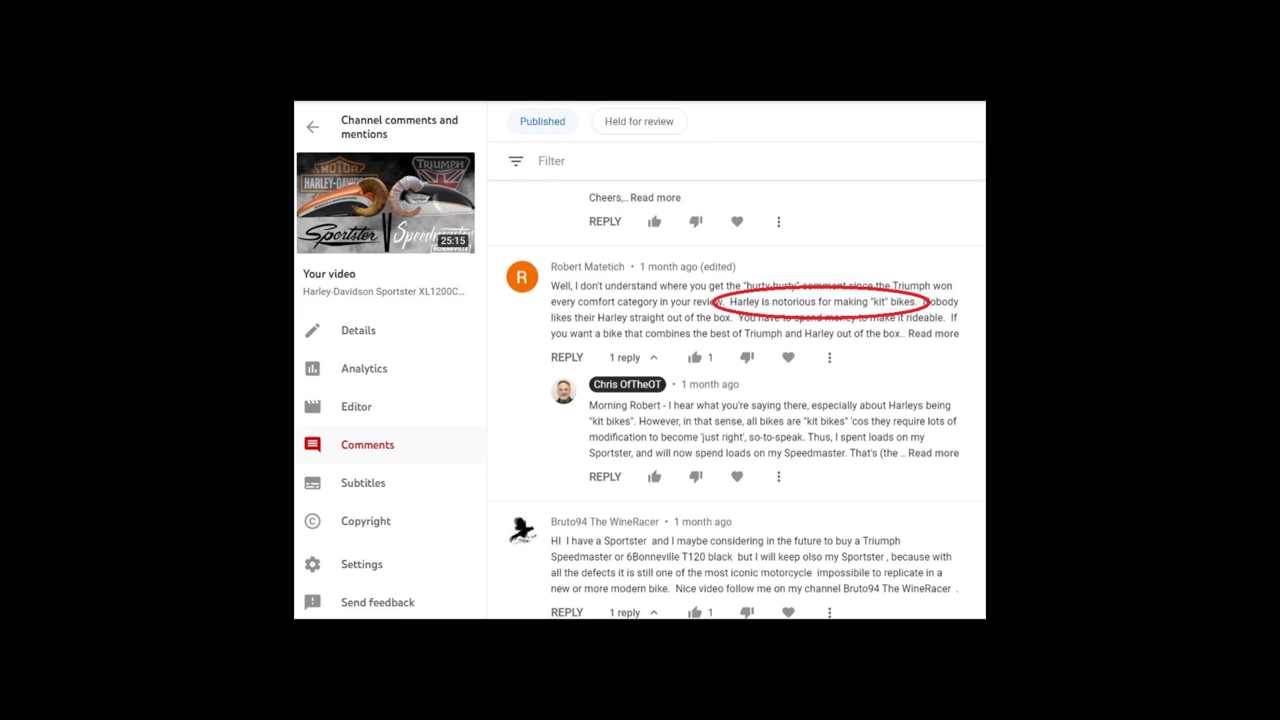 Channel comments and
mentions
MOTOR
HARLEY-DAVIDSON
TRIUMPH
Sportster
V
Speedmaster
BONNEVILLE
25:15
Your video
Harley-Davidson Sportster XL1200C...
Details
Analytics
Editor
Comments
Subtitles
Copyright
Settings
Send feedback
Published
Held for review
Filter
Cheers,.. Read more
REPLY
R
Robert Matetich • 1 month ago (edited)
Well, I don't understand where you get the "hurty-hurty" comment since the Triumph won
every comfort category in your review. Harley is notorious for making "kit" bikes. Nobody
likes their Harley straight out of the box. You have to spend money to make it rideable. If
you want a bike that combines the best of Triumph and Harley out of the box... Read more
REPLY 1 reply 1
Chris OfTheOT • 1 month ago
Morning Robert - I hear what you're saying there, especially about Harleys being
"kit bikes". However, in that sense, all bikes are "kit bikes" 'cos they require lots of
modification to become 'just right', so-to-speak. Thus, I spent loads on my
Sportster, and will now spend loads on my Speedmaster. That's (the ... Read more
REPLY
Bruto94 The WineRacer • 1 month ago
HI I have a Sportster and I maybe considering in the future to buy a Triumph
Speedmaster or 6Bonneville T120 black but I will keep olso my Sportster , because with
all the defects it is still one of the most iconic motorcycle impossibile to replicate in a
new or more modern bike. Nice video follow me on my channel Bruto94 The WineRacer .
REPLY 1 reply 1